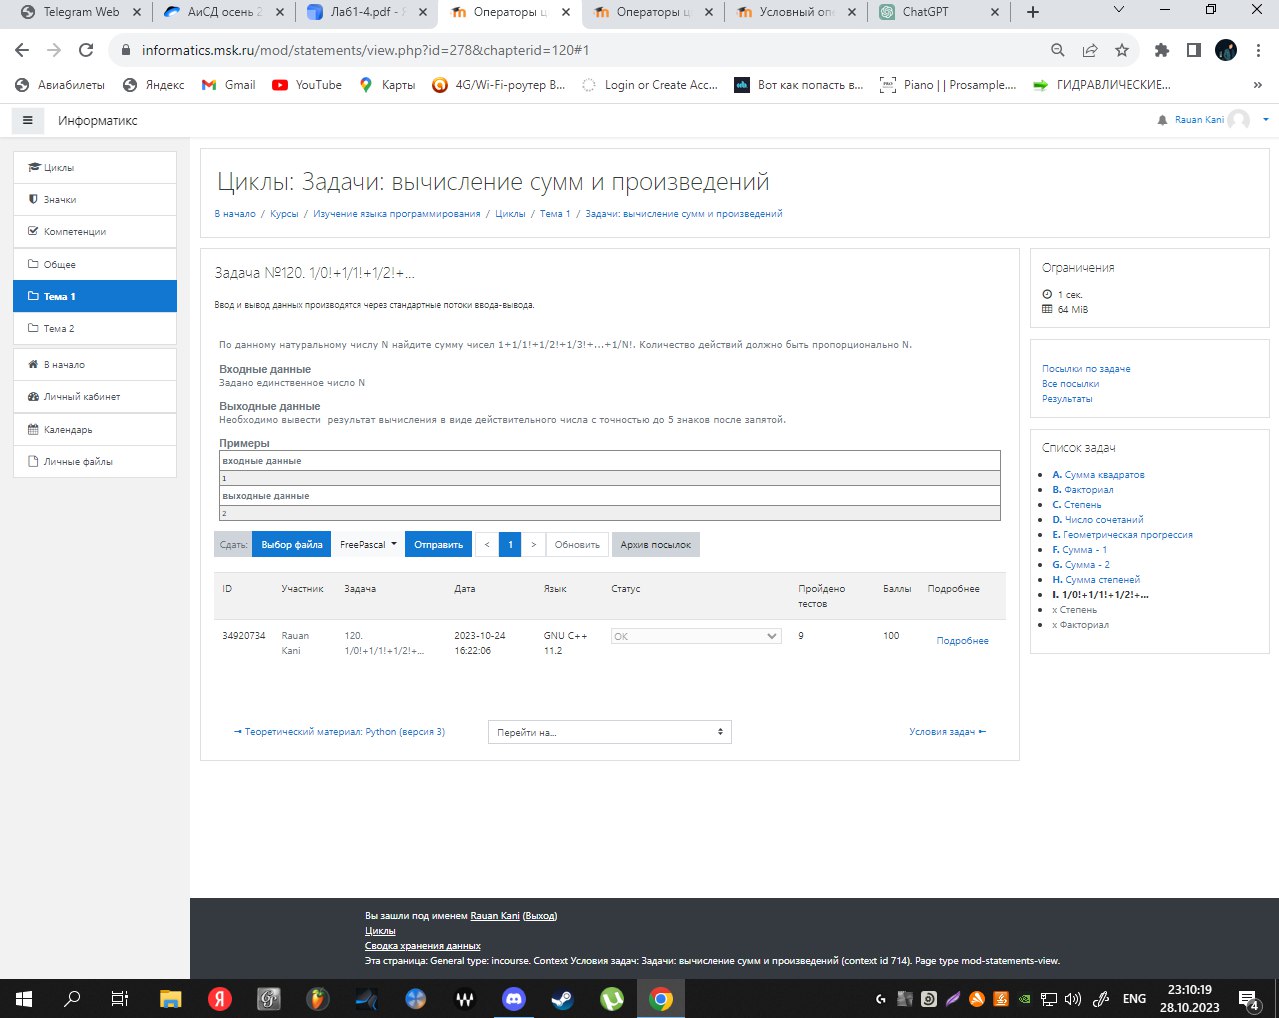 Telegram Web
АиСД осень 2
Лаб1-4.pdf - Я
Операторы ц
Операторы ц
Условный опе
ChatGPT
informatics.msk.ru/mod/statements/view.php?id=278&chapterid=120#1
Авиабилеты
Яндекс
Gmail
YouTube
Карты
4G/Wi-Fi-роутер B...
Login or Create Acc...
Вот как попасть в...
Piano | | Prosample....
ГИДРАВЛИЧЕСКИЕ...
»
Информатикс
Rauan Kani
Циклы
Значки
Компетенции
Общее
Тема 1
Тема 2
В начало
Личный кабинет
Календарь
Личные файлы
Циклы: Задачи: вычисление сумм и произведений
В начало / Курсы / Изучение языка программирования / Циклы / Тема 1 / Задачи: вычисление сумм и произведений
Задача №120. 1/0!+1/1!+1/2!+...
Ввод и вывод данных производятся через стандартные потоки ввода-вывода.
По данному натуральному числу N найдите сумму чисел 1+1/1!+1/2!+1/3!+...+1/N!. Количество действий должно быть пропорционально N.
Входные данные
Задано единственное число N
Выходные данные
Необходимо вывести результат вычисления в виде действительного числа с точностью до 5 знаков после запятой.
Примеры
входные данные
1
выходные данные
2
Сдать: Выбор файла FreePascal Отправить < 1 > Обновить Архив посылок
ID Участник Задача Дата Язык Статус Пройдено тестов Баллы Подробнее
34920734 Rauan Kani 120. 1/0!+1/1!+1/2!+... 2023-10-24 16:22:06 GNU C++ 11.2 OK 9 100 Подробнее
→ Теоретический материал: Python (версия 3)
Перейти на...
Условия задач ←
Ограничения
1 сек.
64 MiB
Посылки по задаче
Все посылки
Результаты
Список задач
A. Сумма квадратов
B. Факториал
C. Степень
D. Число сочетаний
E. Геометрическая прогрессия
F. Сумма - 1
G. Сумма - 2
H. Сумма степеней
I. 1/0!+1/1!+1/2!+...
x Степень
x Факториал
Вы зашли под именем Rauan Kani (Выход)
Циклы
Сводка хранения данных
Эта страница: General type: incourse. Context Условия задач: Задачи: вычисление сумм и произведений (context id 714). Page type mod-statements-view.
ENG
23:10:19
28.10.2023
4